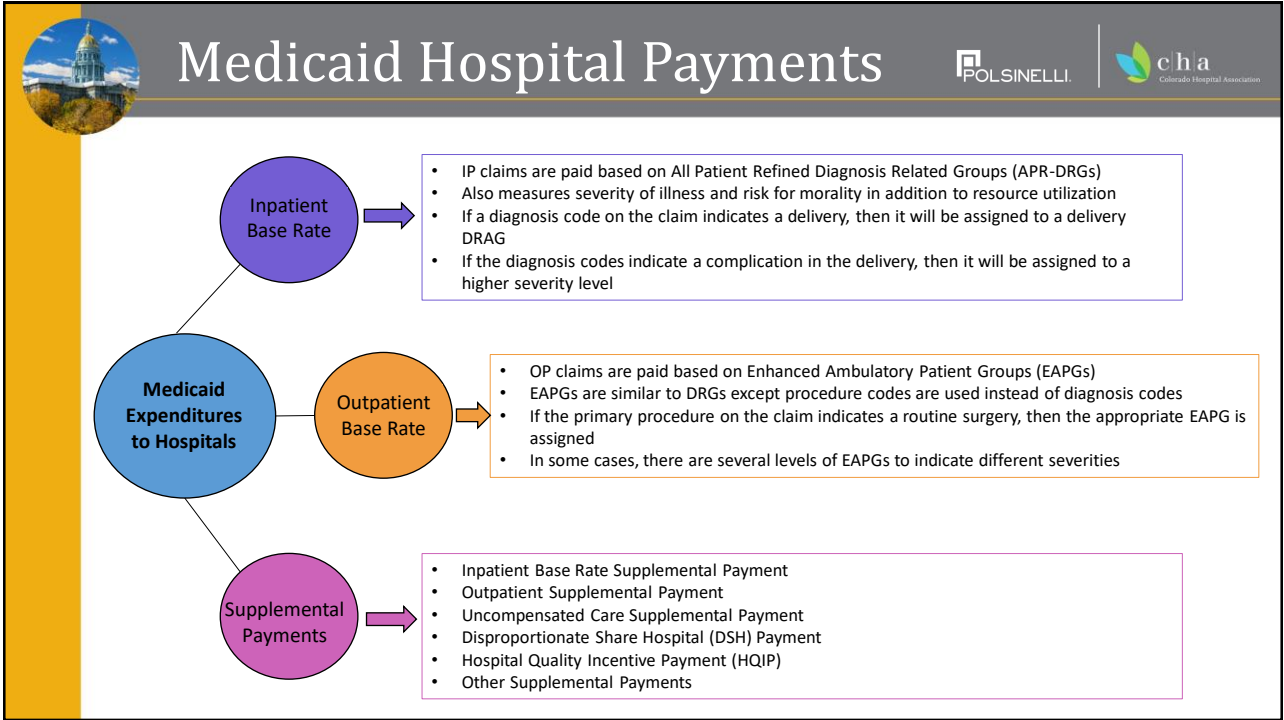 Medicaid Hospital Payments
POLSINELLI.
c|h|a
Colorado Hospital Association
Inpatient
Base Rate
• IP claims are paid based on All Patient Refined Diagnosis Related Groups (APR-DRGs)
• Also measures severity of illness and risk for morality in addition to resource utilization
• If a diagnosis code on the claim indicates a delivery, then it will be assigned to a delivery
DRAG
• If the diagnosis codes indicate a complication in the delivery, then it will be assigned to a
higher severity level
Medicaid
Expenditures
to Hospitals
Outpatient
Base Rate
• OP claims are paid based on Enhanced Ambulatory Patient Groups (EAPGs)
• EAPGs are similar to DRGs except procedure codes are used instead of diagnosis codes
• If the primary procedure on the claim indicates a routine surgery, then the appropriate EAPG is
assigned
• In some cases, there are several levels of EAPGs to indicate different severities
Supplemental
Payments
• Inpatient Base Rate Supplemental Payment
• Outpatient Supplemental Payment
• Uncompensated Care Supplemental Payment
• Disproportionate Share Hospital (DSH) Payment
• Hospital Quality Incentive Payment (HQIP)
• Other Supplemental Payments